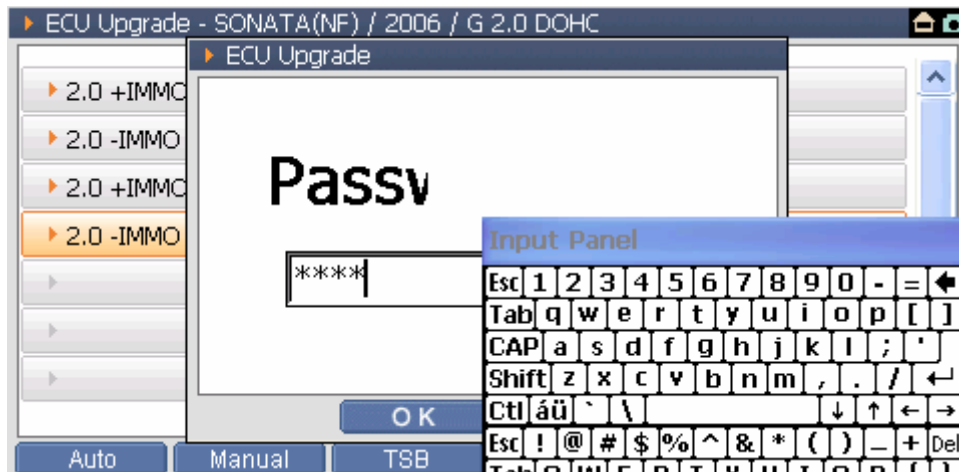 ECU Upgrade - SONATA(NF) / 2006 / G 2.0 DOHC
ECU Upgrade
2.0 +IMMO
2.0 -IMMO
2.0 +IMMO
2.0 -IMMO
Passw
****
OK
Auto
Manual
TSB
Input Panel
Esc 1 2 3 4 5 6 7 8 9 0 - =
Tab q w e r t y u i o p [ ]
CAP a s d f g h j k l ; '
Shift z x c v b n m , . /
Ctl áü ` \ ↓ ↑ ← →
Esc ! @ # $ % ^ & * ( ) _ + Del
Tab Q W E R T Y U I O P { }